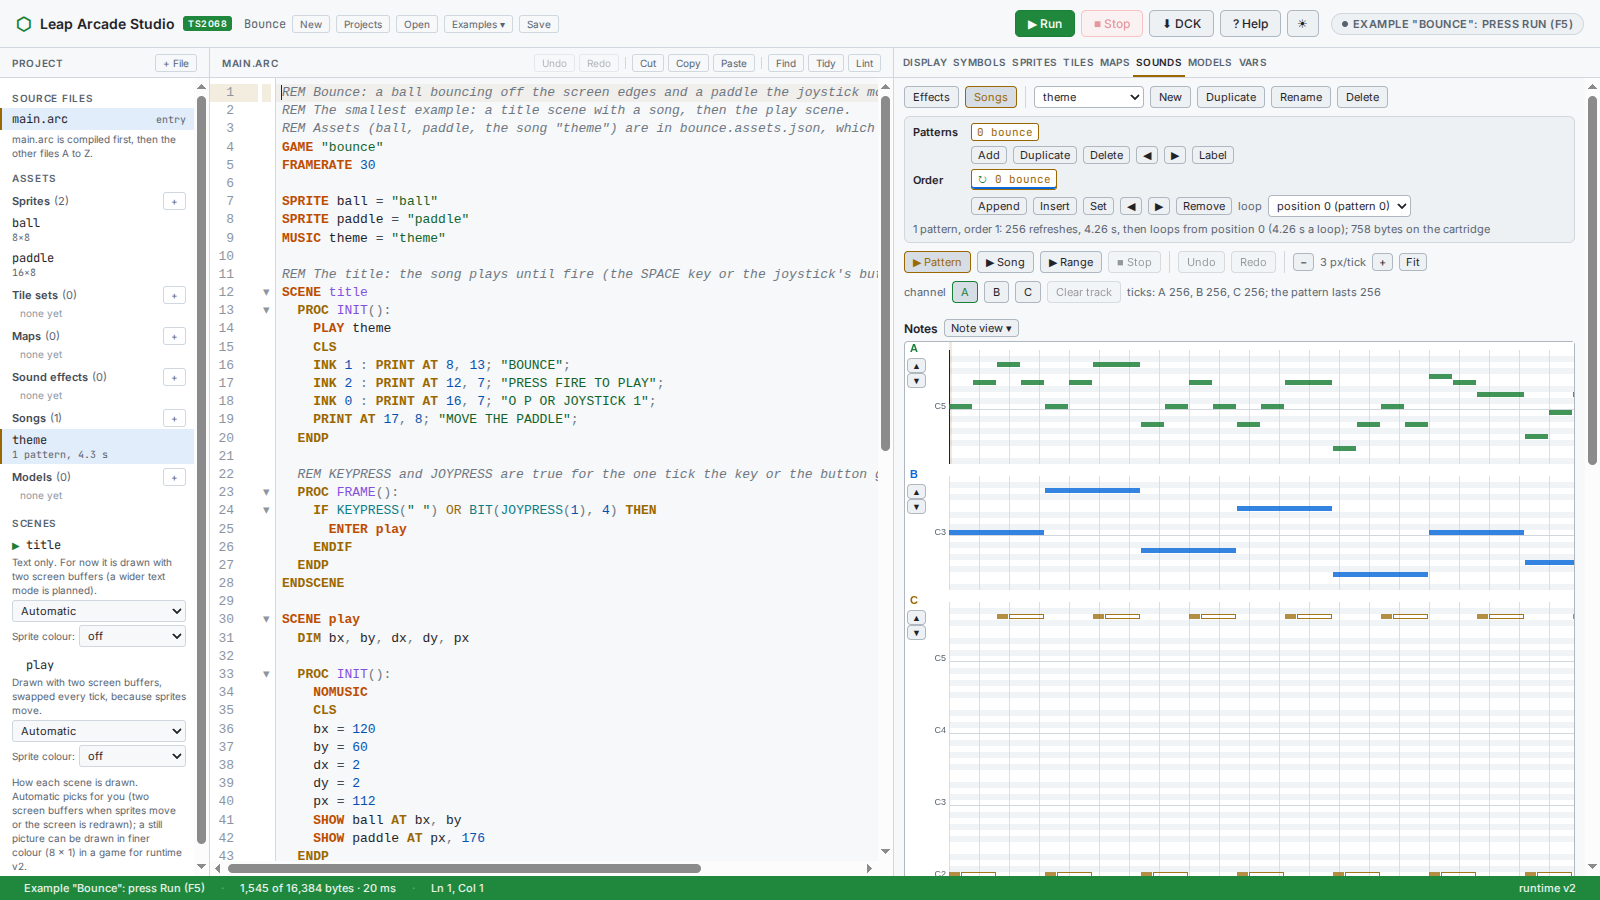 Leap Arcade Studio TS2068 Bounce New Projects Open Examples ▾ Save ▶ Run ■ Stop ⬇ DCK ? Help ☀ ● EXAMPLE "BOUNCE": PRESS RUN (F5)
PROJECT + File
SOURCE FILES
main.arc entry
main.arc is compiled first, then the
other files A to Z.
ASSETS
Sprites (2) +
ball
8×8
paddle
16×8
Tile sets (0) +
none yet
Maps (0) +
none yet
Sound effects (0) +
none yet
Songs (1) +
theme
1 pattern, 4.3 s
Models (0) +
none yet
SCENES
▶ title
Text only. For now it is drawn with
two screen buffers (a wider text
mode is planned).
Automatic
Sprite colour: off
play
Drawn with two screen buffers,
swapped every tick, because sprites
move.
Automatic
Sprite colour: off
How each scene is drawn.
Automatic picks for you (two
screen buffers when sprites move
or the screen is redrawn); a still
picture can be drawn in finer
colour (8 × 1) in a game for runtime
v2.
MAIN.ARC Undo Redo Cut Copy Paste Find Tidy Lint
1 REM Bounce: a ball bouncing off the screen edges and a paddle the joystick mo
2 REM The smallest example: a title scene with a song, then the play scene.
3 REM Assets (ball, paddle, the song "theme") are in bounce.assets.json, which
4 GAME "bounce"
5 FRAMERATE 30
6
7 SPRITE ball = "ball"
8 SPRITE paddle = "paddle"
9 MUSIC theme = "theme"
10
11 REM The title: the song plays until fire (the SPACE key or the joystick's but
12 ▼ SCENE title
13 ▼ PROC INIT():
14 PLAY theme
15 CLS
16 INK 1 : PRINT AT 8, 13; "BOUNCE";
17 INK 2 : PRINT AT 12, 7; "PRESS FIRE TO PLAY";
18 INK 0 : PRINT AT 16, 7; "O P OR JOYSTICK 1";
19 PRINT AT 17, 8; "MOVE THE PADDLE";
20 ENDP
21
22 REM KEYPRESS and JOYPRESS are true for the one tick the key or the button g
23 ▼ PROC FRAME():
24 ▼ IF KEYPRESS(" ") OR BIT(JOYPRESS(1), 4) THEN
25 ENTER play
26 ENDIF
27 ENDP
28 ENDSCENE
29
30 ▼ SCENE play
31 DIM bx, by, dx, dy, px
32
33 ▼ PROC INIT():
34 NOMUSIC
35 CLS
36 bx = 120
37 by = 60
38 dx = 2
39 dy = 2
40 px = 112
41 SHOW ball AT bx, by
42 SHOW paddle AT px, 176
43 ENDP
DISPLAY SYMBOLS SPRITES TILES MAPS SOUNDS MODELS VARS
Effects Songs theme New Duplicate Rename Delete
Patterns 0 bounce
Add Duplicate Delete ◀ ▶ Label
Order ↻ 0 bounce
Append Insert Set ◀ ▶ Remove loop position 0 (pattern 0)
1 pattern, order 1: 256 refreshes, 4.26 s, then loops from position 0 (4.26 s a loop); 758 bytes on the cartridge
▶ Pattern ▶ Song ▶ Range ■ Stop Undo Redo − 3 px/tick + Fit
channel A B C Clear track ticks: A 256, B 256, C 256; the pattern lasts 256
Notes Note view ▾
A
▲
▼
C5
B
▲
▼
C3
C
▲
▼
C5
C4
C3
C2
Example "Bounce": press Run (F5) · 1,545 of 16,384 bytes · 20 ms · Ln 1, Col 1 runtime v2